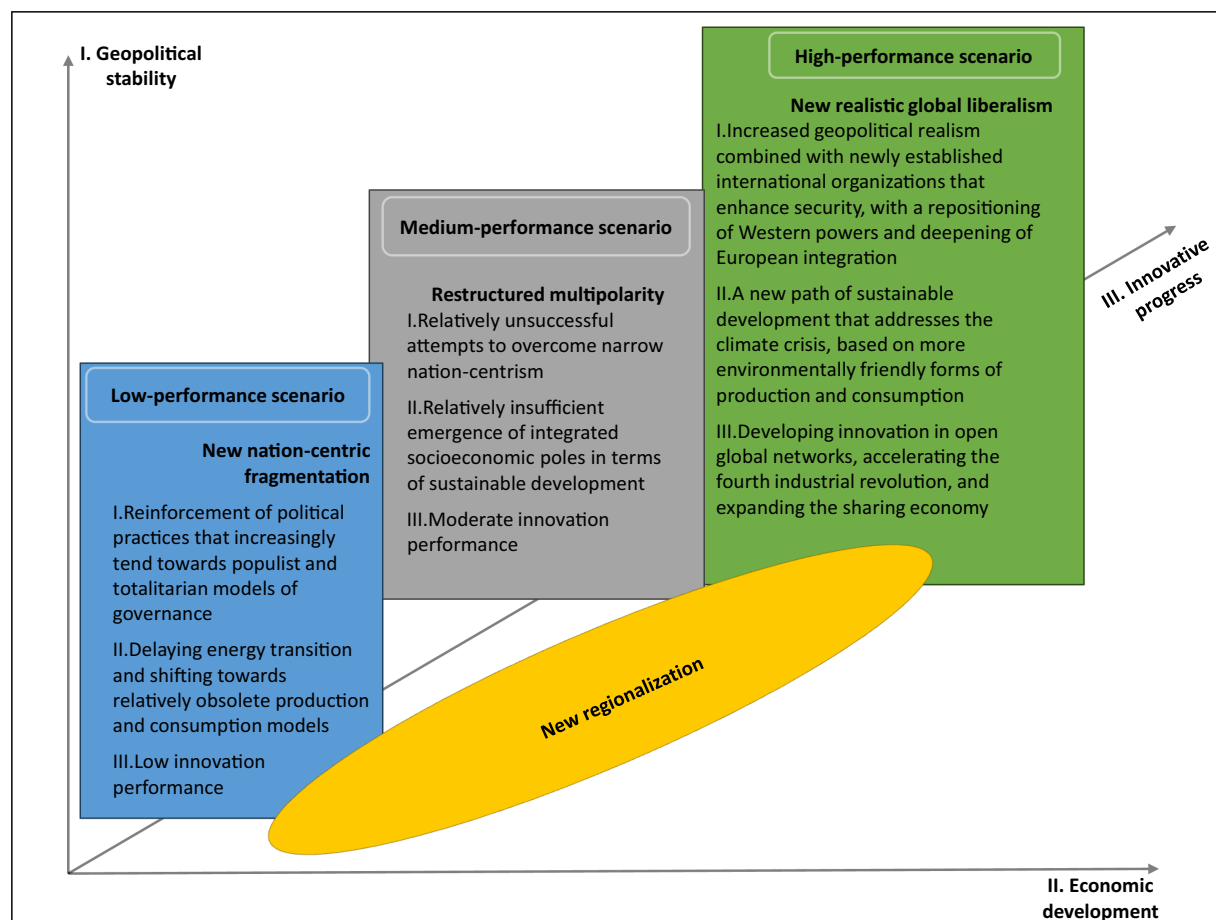 I. Geopolitical
stability
High-performance scenario
New realistic global liberalism
I.Increased geopolitical realism
combined with newly established
international organizations that
enhance security, with a repositioning
of Western powers and deepening of
European integration
II.A new path of sustainable
development that addresses the
climate crisis, based on more
environmentally friendly forms of
production and consumption
III.Developing innovation in open
global networks, accelerating the
fourth industrial revolution, and
expanding the sharing economy
Medium-performance scenario
Restructured multipolarity
I.Relatively unsuccessful
attempts to overcome narrow
nation-centrism
II.Relatively insufficient
emergence of integrated
socioeconomic poles in terms
of sustainable development
III.Moderate innovation
performance
Low-performance scenario
New nation-centric
fragmentation
I.Reinforcement of political
practices that increasingly
tend towards populist and
totalitarian models of
governance
II.Delaying energy transition
and shifting towards
relatively obsolete production
and consumption models
III.Low innovation
performance
III. Innovative
progress
New regionalization
II. Economic
development